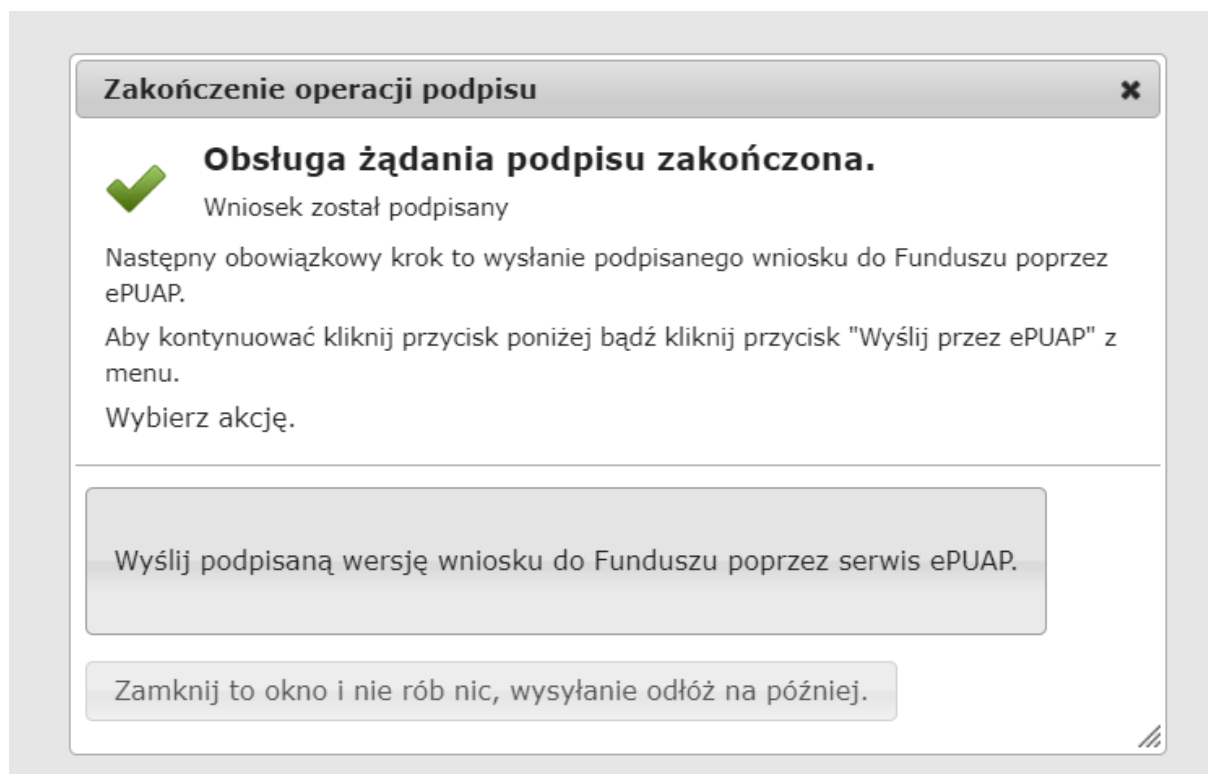 Zakończenie operacji podpisu
Obsługa żądania podpisu zakończona.
Wniosek został podpisany
Następny obowiązkowy krok to wysłanie podpisanego wniosku do Funduszu poprzez
ePUAP.
Aby kontynuować kliknij przycisk poniżej bądź kliknij przycisk "Wyślij przez ePUAP" z
menu.
Wybierz akcję.
Wyślij podpisaną wersję wniosku do Funduszu poprzez serwis ePUAP.
Zamknij to okno i nie rób nic, wysyłanie odłóż na później.